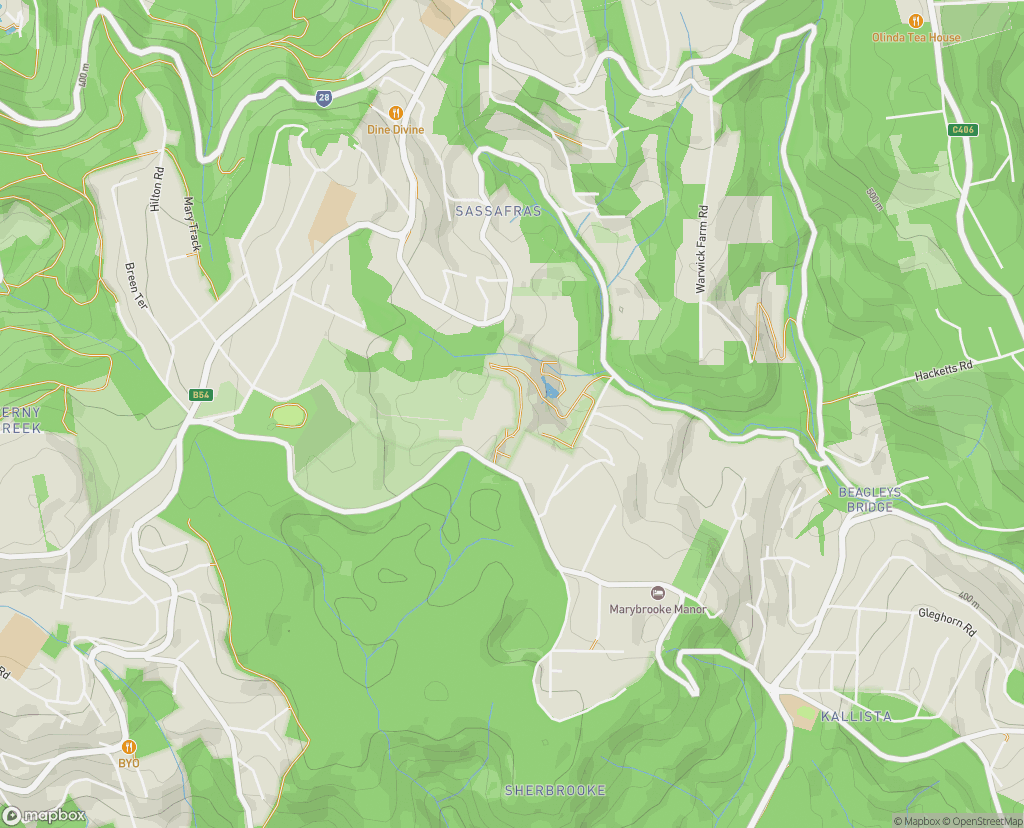 Olinda Tea House
400 m
28
Dine Divine
C406
Hilton Rd
Mary Track
SASSAFRAS
500 m
Warwick Farm Rd
Breen Ter
Hacketts Rd
B54
ERNY
REEK
BEAGLEYS
BRIDGE
Marybrooke Manor
400 m
Gleghorn Rd
Rd
KALLISTA
BYO
SHERBROOKE
mapbox
© Mapbox © OpenStreetMap